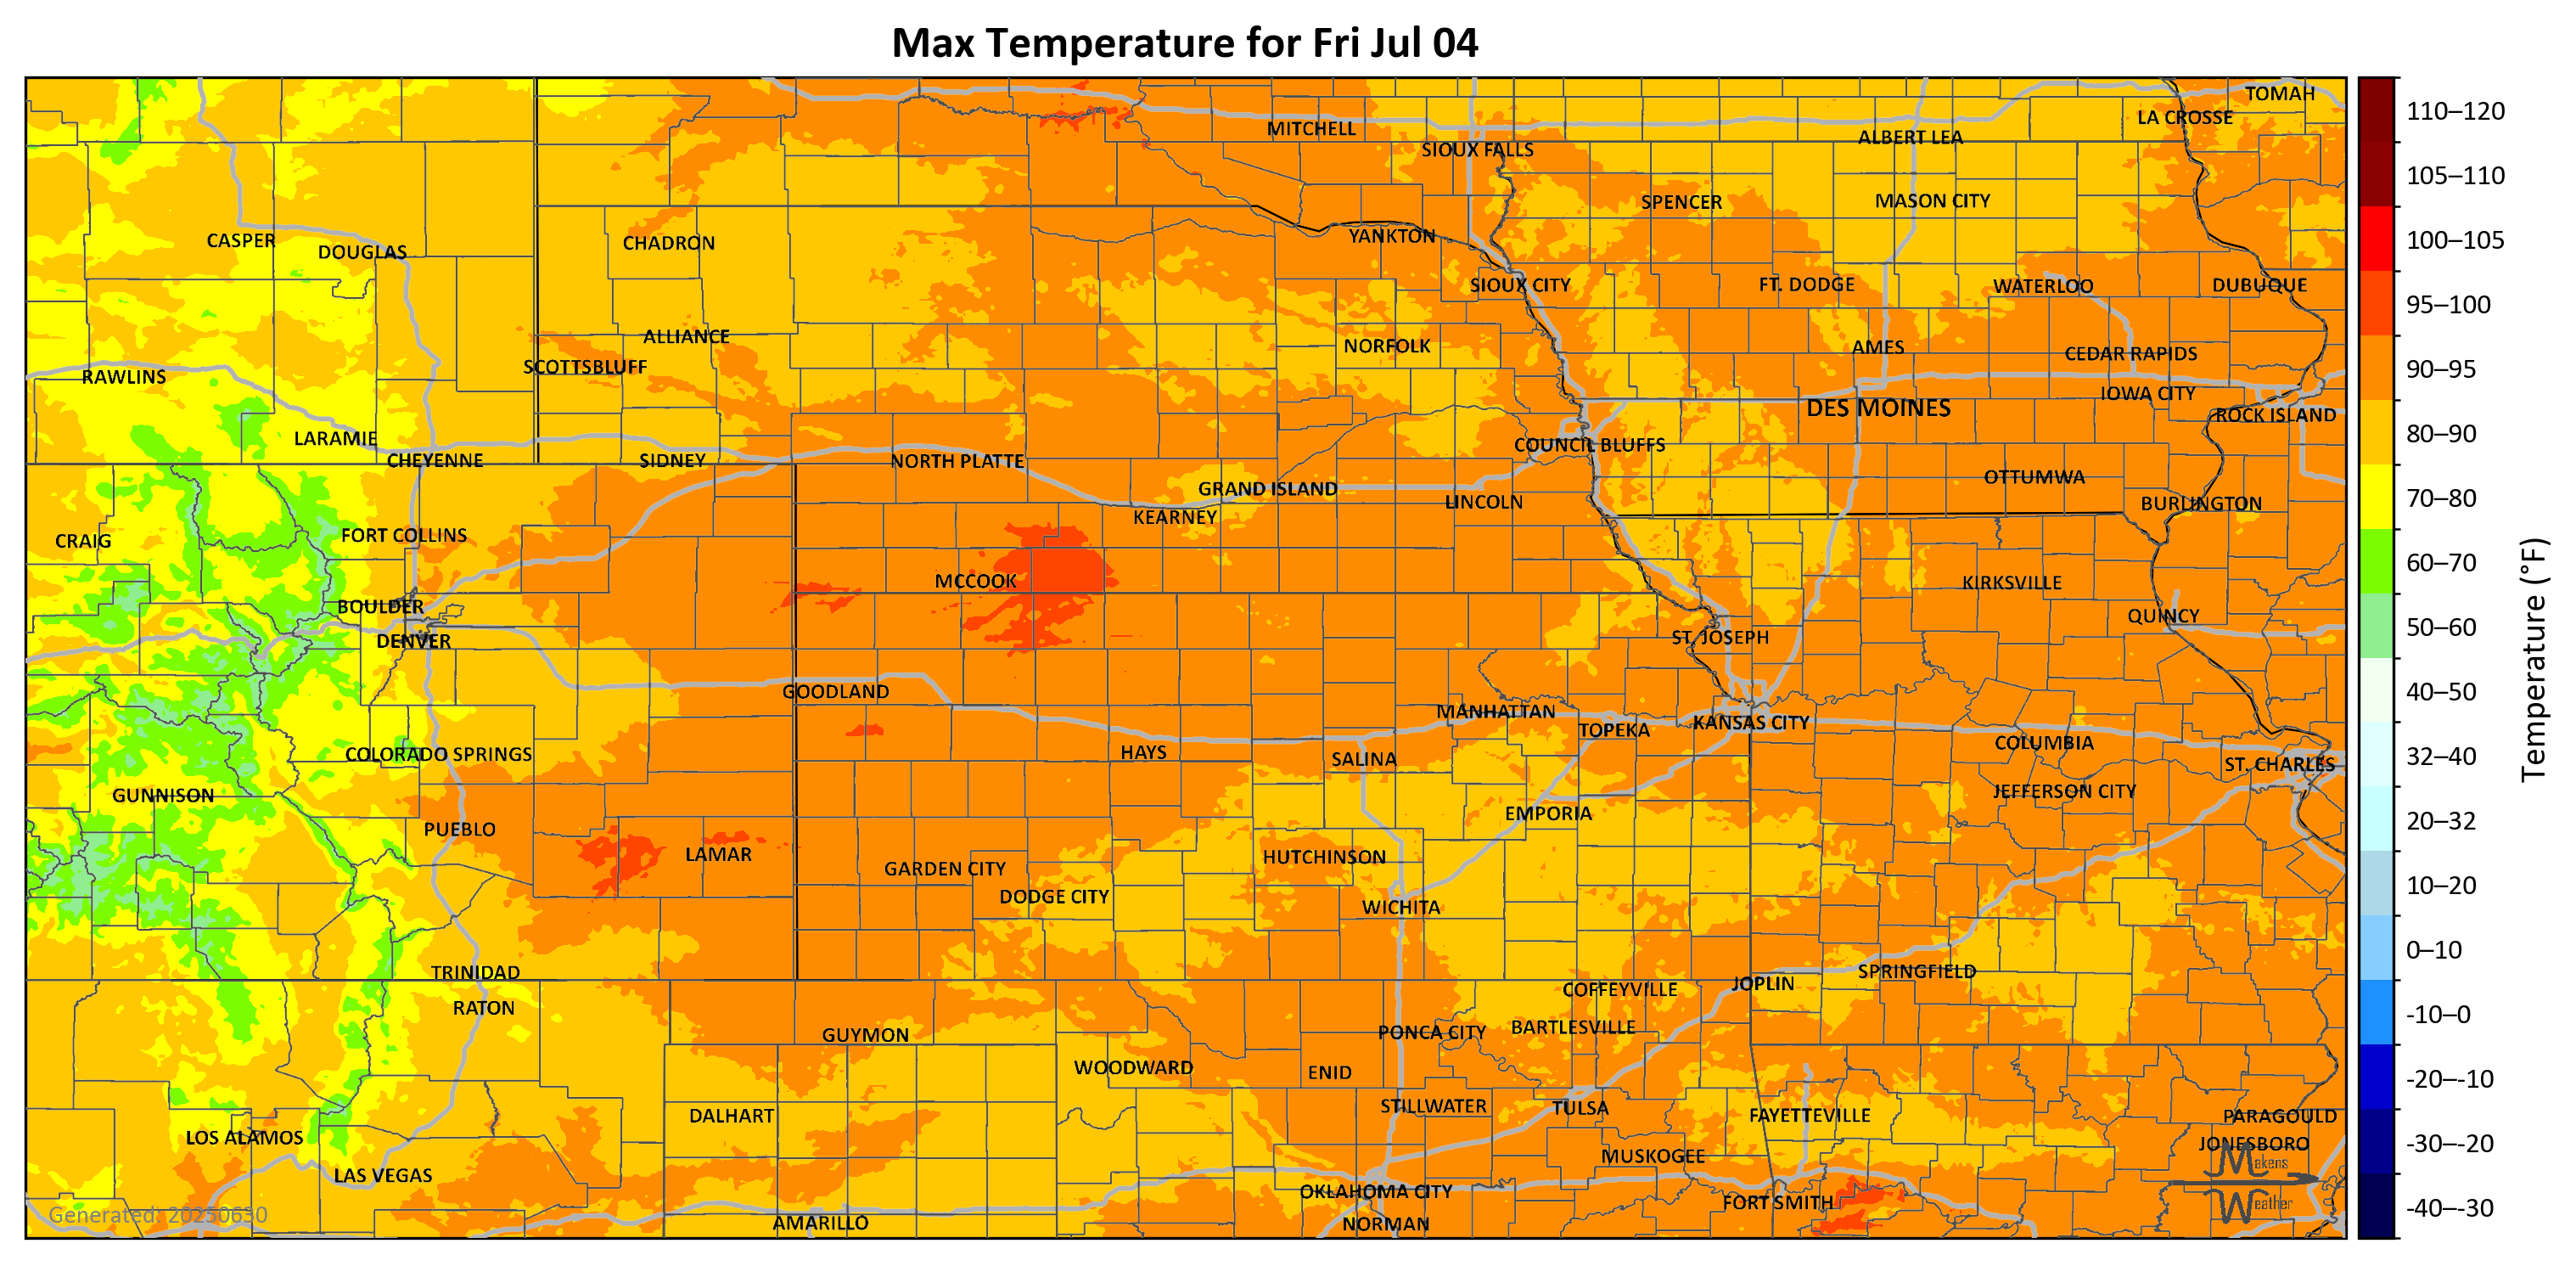 Max Temperature for Fri Jul 04
TOMAH
LA CROSSE
MITCHELL
ALBERT LEA
SIOUX FALLS
SPENCER
MASON CITY
CASPER
DOUGLAS
CHADRON
YANKTON
SIOUX CITY
FT. DODGE
WATERLOO
DUBUQUE
ALLIANCE
NORFOLK
AMES
CEDAR RAPIDS
RAWLINS
SCOTTSBLUFF
IOWA CITY
DES MOINES
ROCK ISLAND
LARAMIE
COUNCIL BLUFFS
CHEYENNE
SIDNEY
NORTH PLATTE
OTTUMWA
GRAND ISLAND
LINCOLN
BURLINGTON
KEARNEY
CRAIG
FORT COLLINS
MCCOOK
KIRKSVILLE
BOULDER
QUINCY
DENVER
ST. JOSEPH
GOODLAND
MANHATTAN
TOPEKA
KANSAS CITY
COLORADO SPRINGS
HAYS
SALINA
COLUMBIA
ST. CHARLES
GUNNISON
JEFFERSON CITY
PUEBLO
EMPORIA
LAMAR
GARDEN CITY
HUTCHINSON
DODGE CITY
WICHITA
TRINIDAD
SPRINGFIELD
JOPLIN
COFFEYVILLE
RATON
GUYMON
PONCA CITY
BARTLESVILLE
WOODWARD
ENID
DALHART
STILLWATER
TULSA
FAYETTEVILLE
PARAGOULD
LOS ALAMOS
JONESBORO
LAS VEGAS
MUSKOGEE
OKLAHOMA CITY
FORT SMITH
AMARILLO
NORMAN
Generated: 20250630
Makens
Weather
110–120
105–110
100–105
95–100
90–95
80–90
70–80
60–70
50–60
40–50
32–40
20–32
10–20
0–10
-10–0
-20–-10
-30–-20
-40–-30
Temperature (°F)